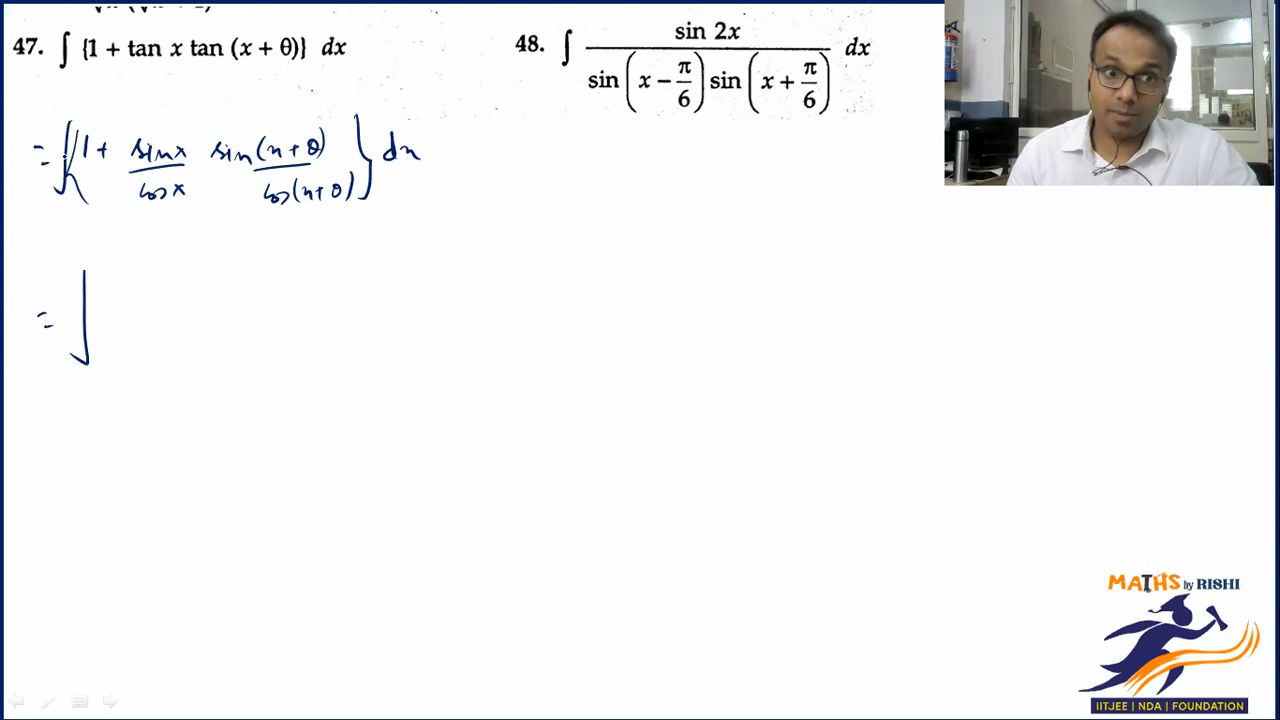 47. ∫ {1 + tan x tan (x + θ)} dx
48. ∫ sin 2x / sin(x − π/6) sin(x + π/6) dx
= ∫{1 + sinx/cosx sin(x+θ)/cos(x+θ)} dx
= ∫
MATHS by RISHI
IITJEE | NDA | FOUNDATION